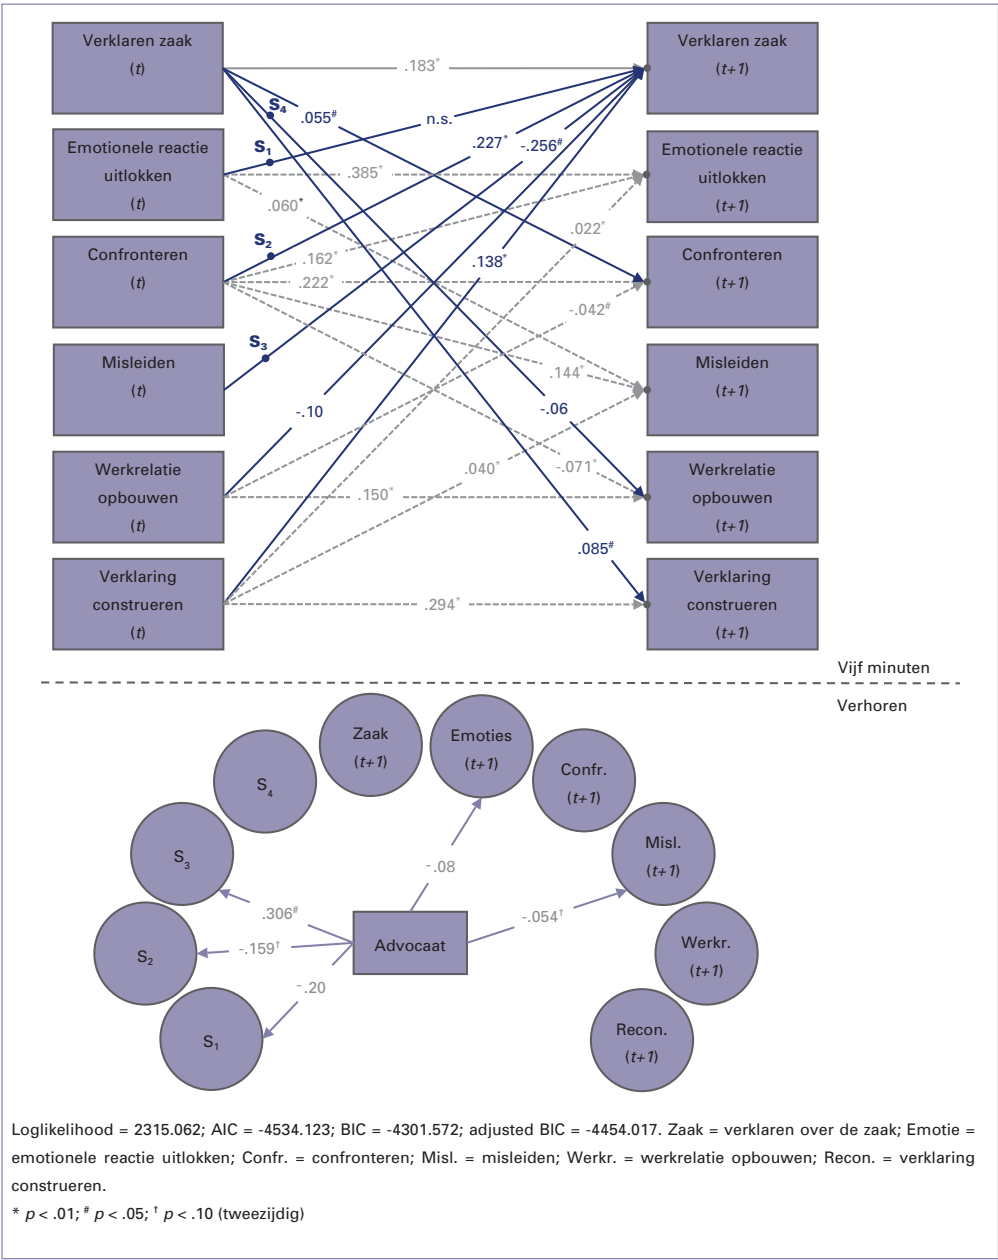 Verklaren zaak
(t)
Verklaren zaak
(t+1)
.183*
S4
.055#
n.s.
S1
.227*
-.256#
Emotionele reactie
uitlokken
(t)
Emotionele reactie
uitlokken
(t+1)
.385*
.060*
.022*
S2
.162*
.138*
Confronteren
(t)
Confronteren
(t+1)
.222*
-.042#
S3
Misleiden
(t)
Misleiden
(t+1)
.144*
-.10
-.06
Werkrelatie
opbouwen
(t)
Werkrelatie
opbouwen
(t+1)
.040*
-.071*
.150*
.085#
Verklaring
construeren
(t)
Verklaring
construeren
(t+1)
.294*
Vijf minuten
Verhoren
Zaak
(t+1)
Emoties
(t+1)
Confr.
(t+1)
S4
Misl.
(t+1)
S3
-.08
.306#
-.054†
Advocaat
Werkr.
(t+1)
S2
-.159†
-.20
S1
Recon.
(t+1)
Loglikelihood = 2315.062; AIC = -4534.123; BIC = -4301.572; adjusted BIC = -4454.017. Zaak = verklaren over de zaak; Emotie =
emotionele reactie uitlokken; Confr. = confronteren; Misl. = misleiden; Werkr. = werkrelatie opbouwen; Recon. = verklaring
construeren.
* p < .01; # p < .05; † p < .10 (tweezijdig)